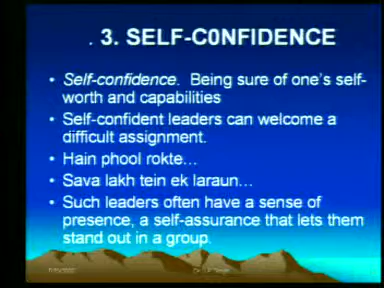 . 3. SELF-C0NFIDENCE
• Self-confidence. Being sure of one's self-
worth and capabilities
• Self-confident leaders can welcome a
difficult assignment.
• Hain phool rokte...
• Sava lakh tein ek laraun...
• Such leaders often have a sense of
presence, a self-assurance that lets them
stand out in a group.